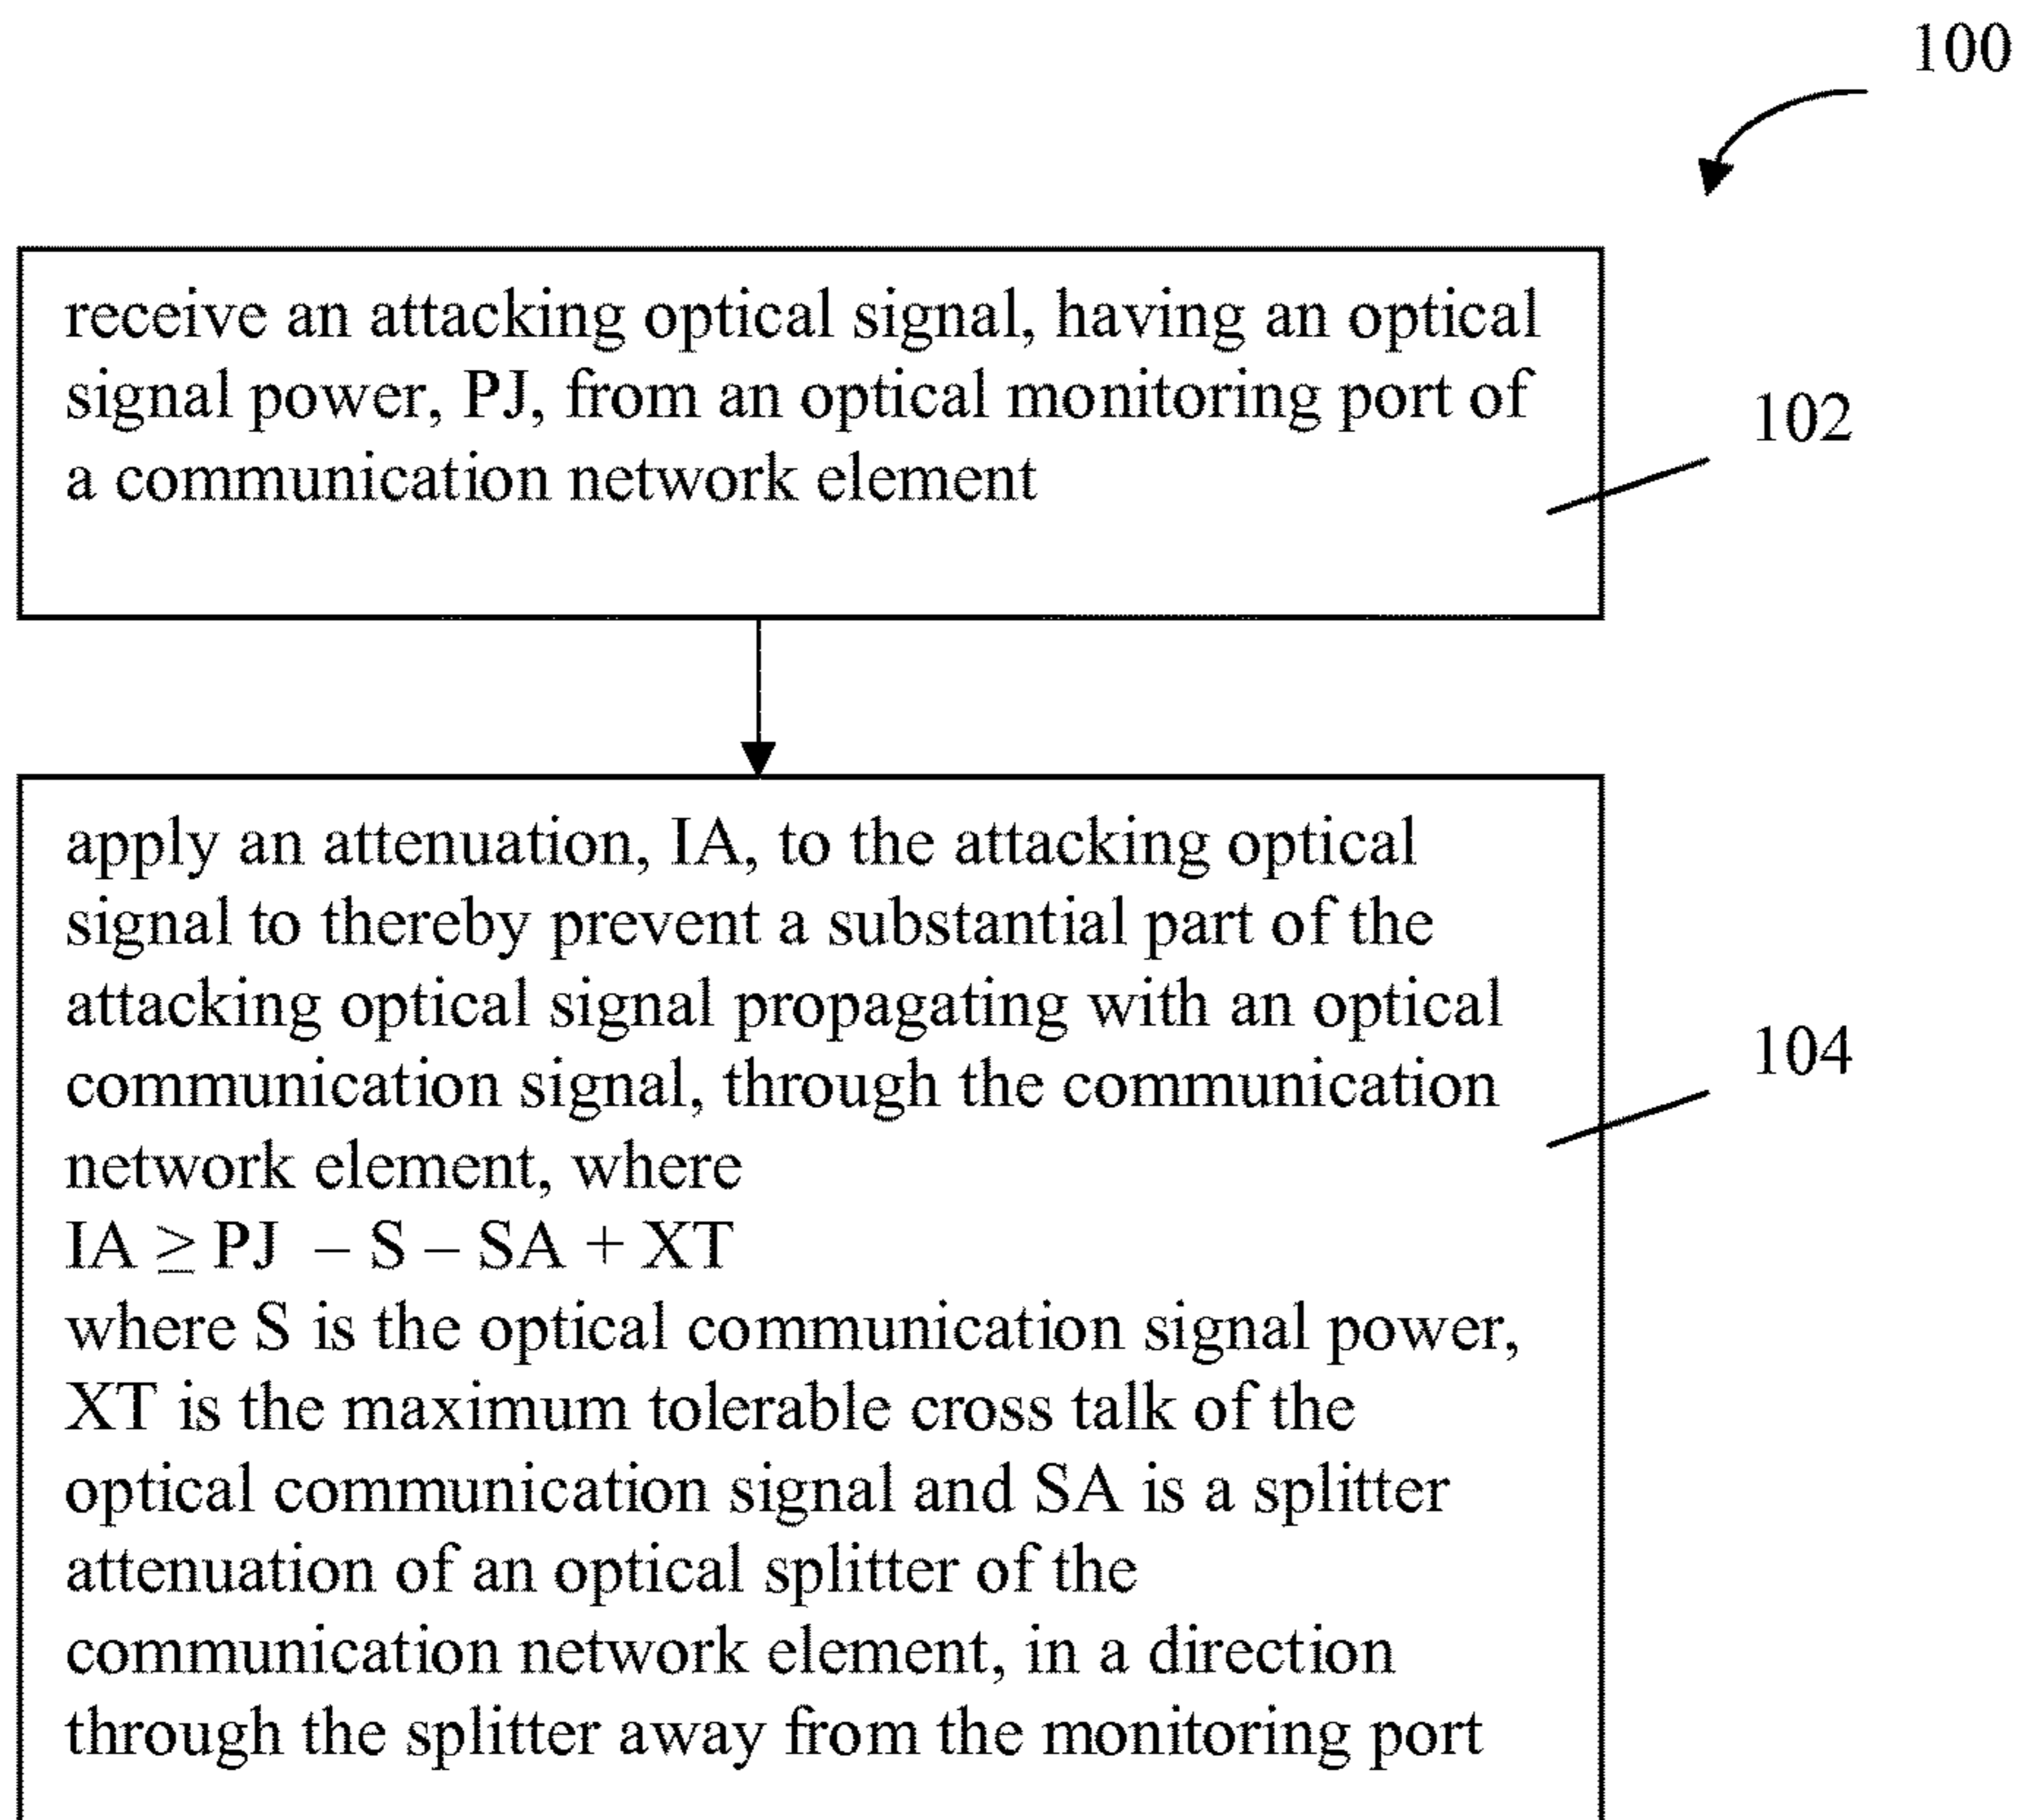 100
receive an attacking optical signal, having an optical
signal power, PJ, from an optical monitoring port of
a communication network element
102
apply an attenuation, IA, to the attacking optical
signal to thereby prevent a substantial part of the
attacking optical signal propagating with an optical
communication signal, through the communication
network element, where
IA ≥ PJ – S – SA + XT
where S is the optical communication signal power,
XT is the maximum tolerable cross talk of the
optical communication signal and SA is a splitter
attenuation of an optical splitter of the
communication network element, in a direction
through the splitter away from the monitoring port
104